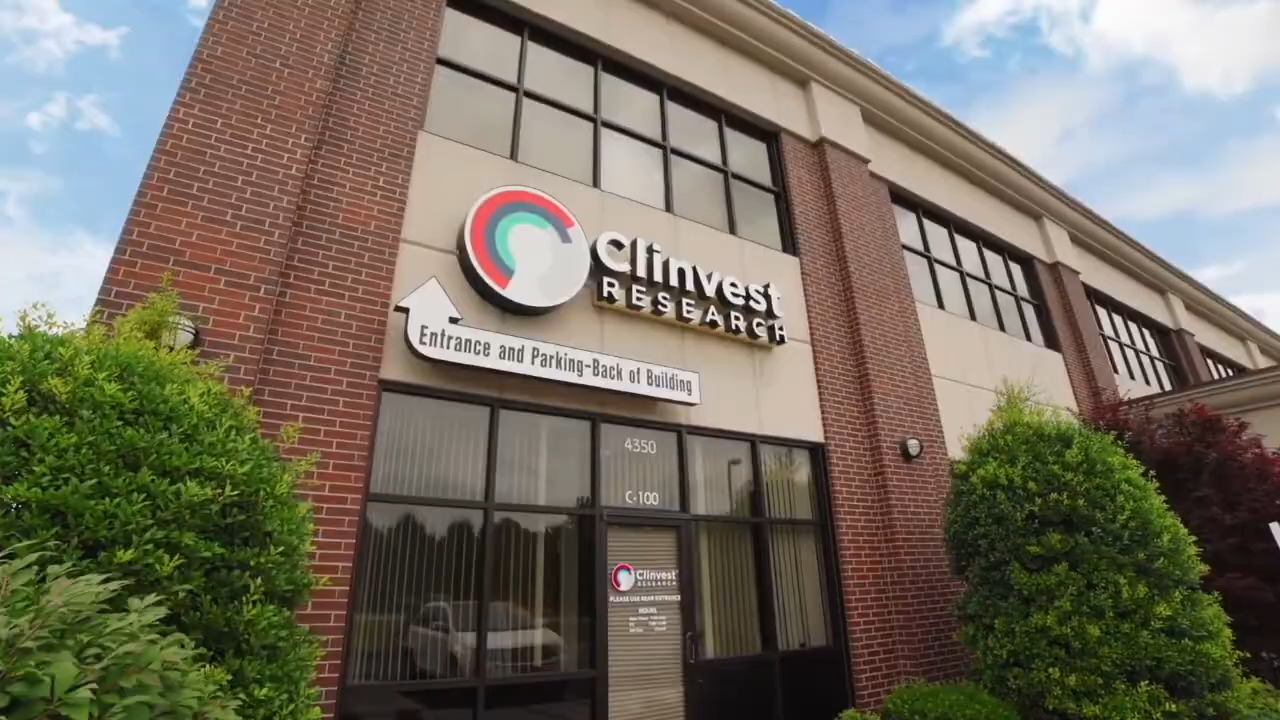 Clinvest
RESEARCH
Entrance and Parking-Back of Building
4350
C-100
Clinvest
RESEARCH
PLEASE USE REAR ENTRANCE
HOURS